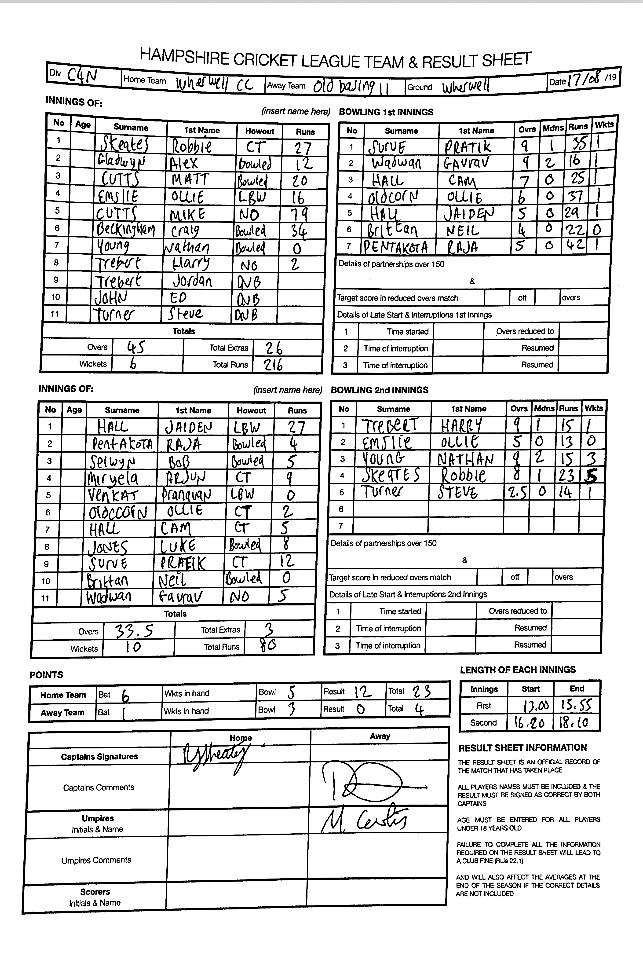 HAMPSHIRE CRICKET LEAGUE TEAM & RESULT SHEET
Div C4N Home Team Wherwell CC Away Team Old basing II Ground Wherwell Date 17/08/19
INNINGS OF: (insert name here) BOWLING 1st INNINGS
No Age Surname 1st Name Howout Runs
1 Skeates Robbie CT 27
2 Gladwyn Alex bowled 12
3 CUTTS MATT Bowled 20
4 EMSLIE OLLIE LBW 16
5 CUTTS MIKE NO 79
6 Beckingham Craig Bowled 34
7 Young Nathan Bowled 0
8 Trebert Harry NO 2
9 Trebert Jordan DNB
10 JOHN ED DNB
11 Turner Steve DNB
Totals
Overs 45 Total Extras 26
Wickets 6 Total Runs 216
No Surname 1st Name Ovrs Mdns Runs Wkts
1 SURVE PRATIK 9 1 35 1
2 Wadwan GAURAV 9 2 16 1
3 HALL CAM 7 0 25 1
4 OLDCORN OLLIE 6 0 37 1
5 HALL JAIDEN 5 0 29 1
6 Brittan NEIL 4 0 22 0
7 PENTAKOTA RAJA 5 0 42 1
Details of partnerships over 150
&
Target score in reduced overs match off overs
Details of Late Start & Interruptions 1st Innings
1 Time started Overs reduced to
2 Time of interruption Resumed
3 Time of interruption Resumed
INNINGS OF: (insert name here) BOWLING 2nd INNINGS
No Age Surname 1st Name Howout Runs
1 HALL JAIDEN LBW 27
2 PentAKOTA RAJA Bowled 4
3 Selwyn BoB Bowled 5
4 Miryela ARJUN CT 9
5 VENKAT Pranavan LBW 0
6 OLDCCORN OLLIE CT 2
7 HALL CAM CT 5
8 JONES LUKE Bowled 8
9 SURVE PRATIK CT 12
10 Brittan Neil Bowled 0
11 Wadwan Gaurav NO 5
Totals
Overs 33.5 Total Extras 3
Wickets 10 Total Runs 80
No Surname 1st Name Ovrs Mdns Runs Wkts
1 TREBERT HARRY 9 1 15 1
2 EMSLIE OLLIE 5 0 13 0
3 YOUNG NATHAN 9 2 15 3
4 SKEATES Robbie 8 1 23 5
5 Turner STEVE 2.5 0 14 1
6
7
Details of partnerships over 150
&
Target score in reduced overs match off overs
Details of Late Start & Interruptions 2nd Innings
1 Time started Overs reduced to
2 Time of interruption Resumed
3 Time of interruption Resumed
POINTS
Home Team Bat 6 Wkts in hand Bowl 5 Result 12 Total 23
Away Team Bat 1 Wkts in hand Bowl 3 Result 0 Total 4
LENGTH OF EACH INNINGS
Innings Start End
First 13.00 15.55
Second 16.20 18.10
Home Away
Captains Signatures
Captains Comments
Umpires
Initials & Name
M Curtis
Umpires Comments
Scorers
Initials & Name
RESULT SHEET INFORMATION
THE RESULT SHEET IS AN OFFICIAL RECORD OF
THE MATCH THAT HAS TAKEN PLACE
ALL PLAYERS NAMES MUST BE INCLUDED & THE
RESULT MUST BE SIGNED AS CORRECT BY BOTH
CAPTAINS
AGE MUST BE ENTERED FOR ALL PLAYERS
UNDER 18 YEARS OLD
FAILURE TO COMPLETE ALL THE INFORMATION
REQUIRED ON THE RESULT SHEET WILL LEAD TO
A CLUB FINE (Rule 22.1)
AND WILL ALSO AFFECT THE AVERAGES AT THE
END OF THE SEASON IF THE CORRECT DETAILS
ARE NOT INCLUDED